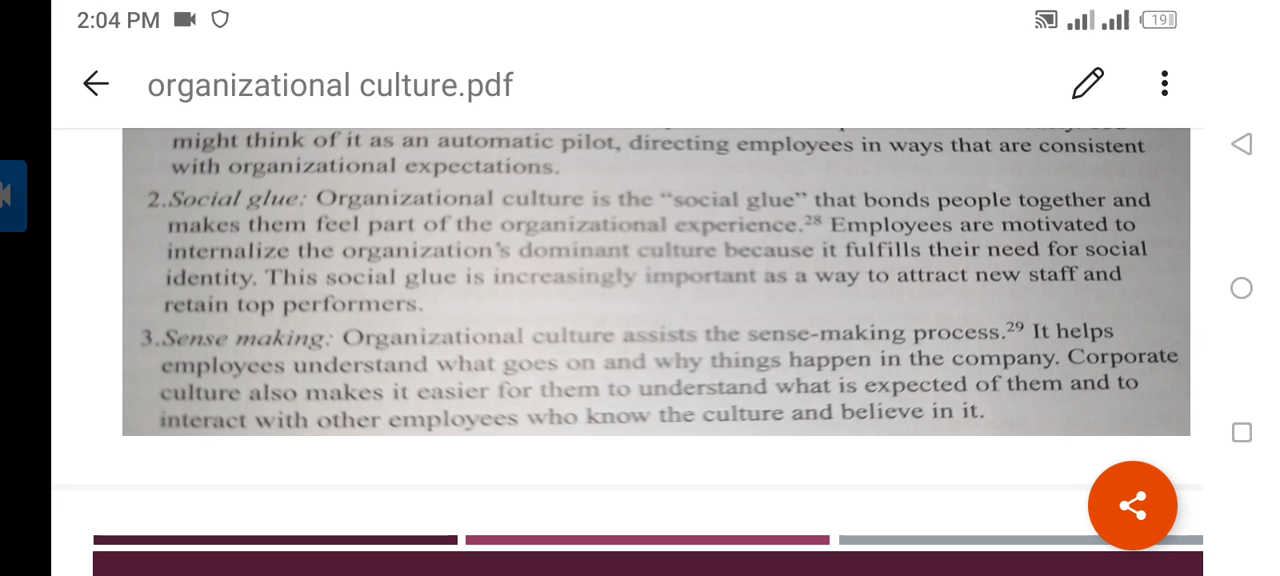 2:04 PM
19
organizational culture.pdf
might think of it as an automatic pilot, directing employees in ways that are consistent
with organizational expectations.
2.Social glue: Organizational culture is the “social glue” that bonds people together and
makes them feel part of the organizational experience.28 Employees are motivated to
internalize the organization’s dominant culture because it fulfills their need for social
identity. This social glue is increasingly important as a way to attract new staff and
retain top performers.
3.Sense making: Organizational culture assists the sense-making process.29 It helps
employees understand what goes on and why things happen in the company. Corporate
culture also makes it easier for them to understand what is expected of them and to
interact with other employees who know the culture and believe in it.